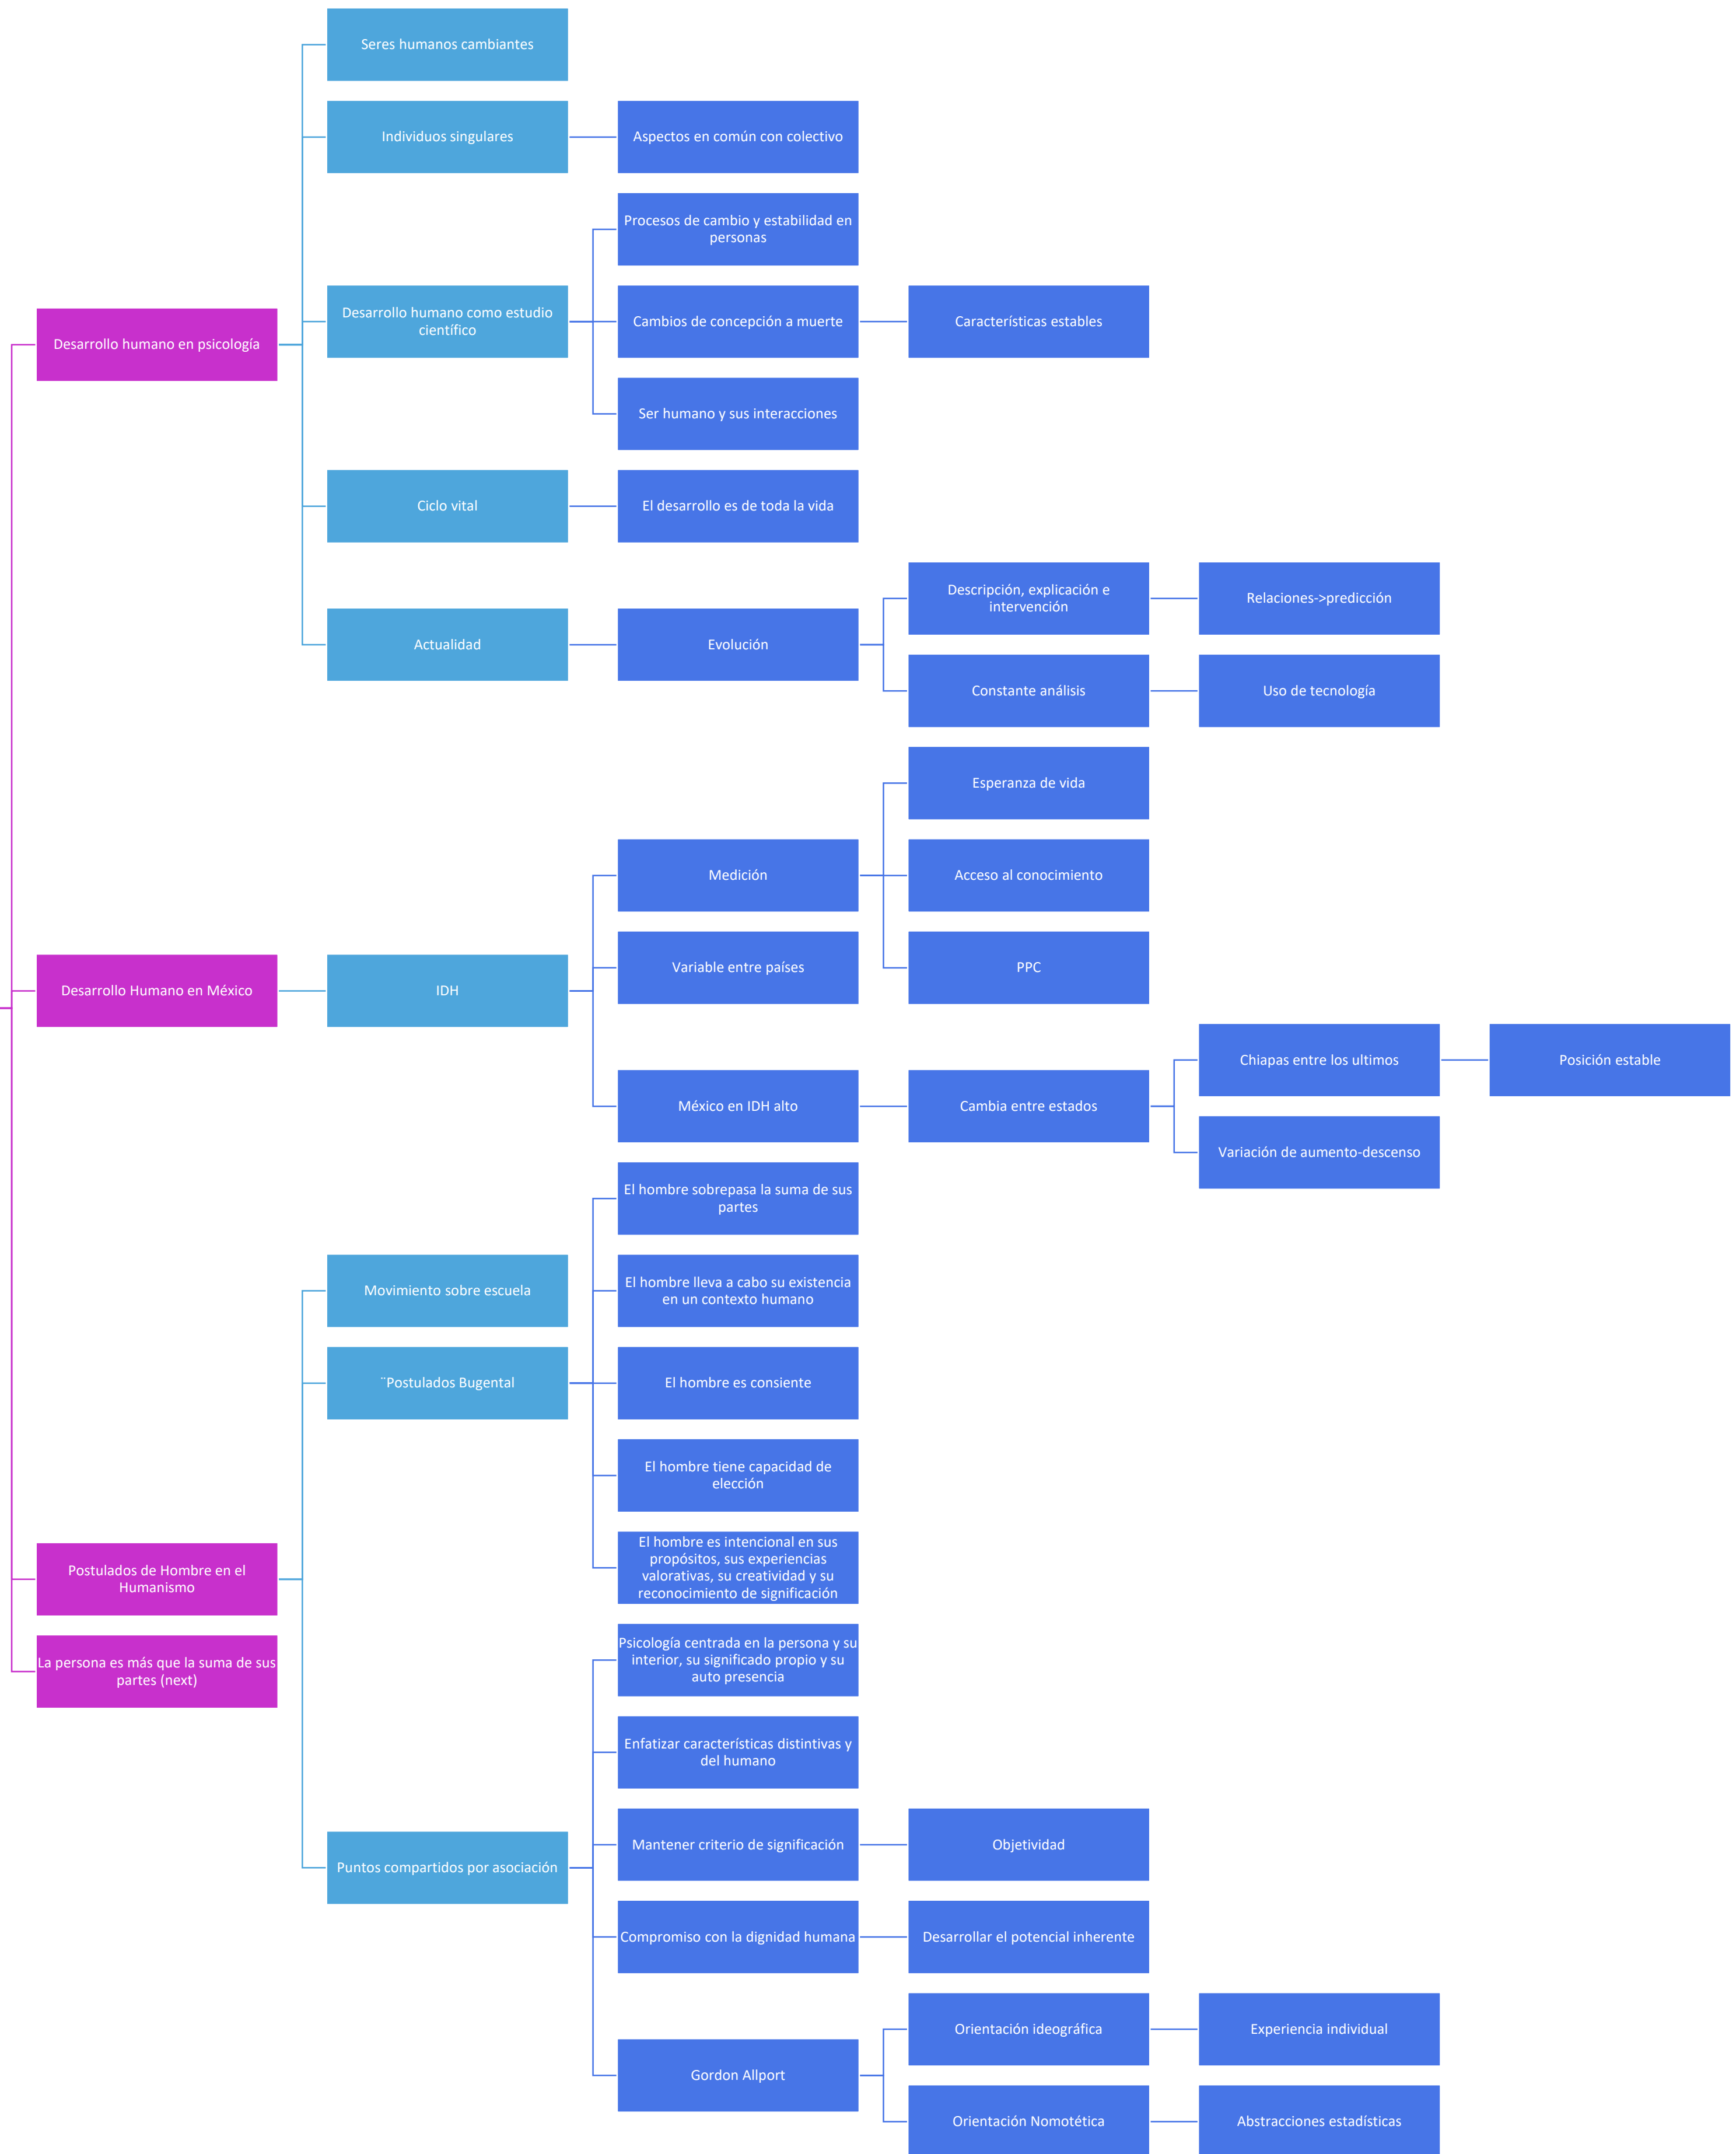 Desarrollo humano en psicología
Seres humanos cambiantes
Individuos singulares
Aspectos en común con colectivo
Desarrollo humano como estudio
científico
Procesos de cambio y estabilidad en
personas
Cambios de concepción a muerte
Características estables
Ser humano y sus interacciones
Ciclo vital
El desarrollo es de toda la vida
Actualidad
Evolución
Descripción, explicación e
intervención
Relaciones->predicción
Constante análisis
Uso de tecnología
Desarrollo Humano en México
IDH
Medición
Esperanza de vida
Acceso al conocimiento
PPC
Variable entre países
México en IDH alto
Cambia entre estados
Chiapas entre los ultimos
Posición estable
Variación de aumento-descenso
Postulados de Hombre en el
Humanismo
Movimiento sobre escuela
¨Postulados Bugental
El hombre sobrepasa la suma de sus
partes
El hombre lleva a cabo su existencia
en un contexto humano
El hombre es consiente
El hombre tiene capacidad de
elección
El hombre es intencional en sus
propósitos, sus experiencias
valorativas, su creatividad y su
reconocimiento de significación
Puntos compartidos por asociación
Psicología centrada en la persona y su
interior, su significado propio y su
auto presencia
Enfatizar características distintivas y
del humano
Mantener criterio de significación
Objetividad
Compromiso con la dignidad humana
Desarrollar el potencial inherente
Gordon Allport
Orientación ideográfica
Experiencia individual
Orientación Nomotética
Abstracciones estadísticas
La persona es más que la suma de sus
partes (next)